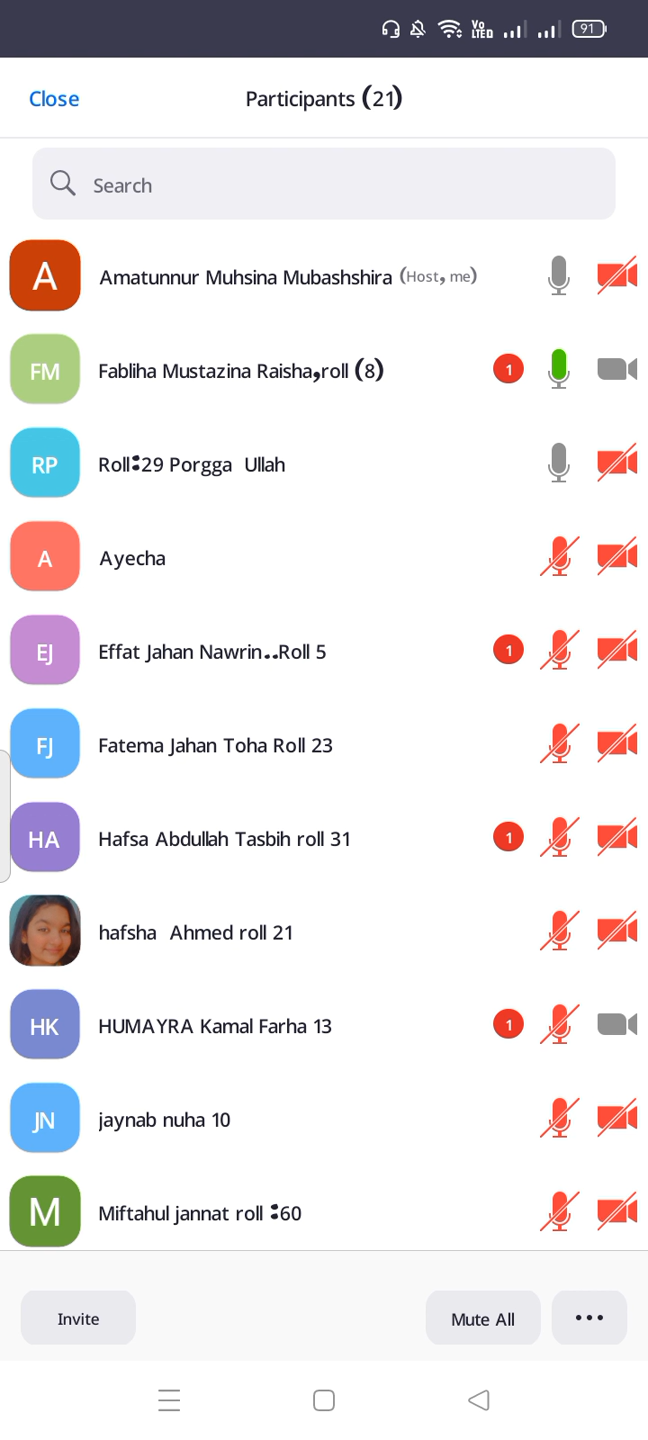 Vo LTED 91
Close Participants (21)
Search
A Amatunnur Muhsina Mubashshira (Host, me)
FM Fabliha Mustazina Raisha,roll (8) 1
RP Roll:29 Porgga Ullah
A Ayecha
EJ Effat Jahan Nawrin..Roll 5 1
FJ Fatema Jahan Toha Roll 23
HA Hafsa Abdullah Tasbih roll 31 1
hafsha Ahmed roll 21
HK HUMAYRA Kamal Farha 13 1
JN jaynab nuha 10
M Miftahul jannat roll :60
Invite Mute All